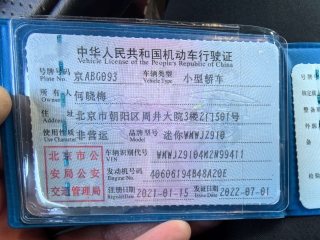 中华人民共和国机动车行驶证
Vehicle License of the People's Republic of China
号牌号码 京ABG093 车辆类型 小型轿车
Plate No. Vehicle Type
所有人 何晓梅
Owner
住址 北京市朝阳区周井大院3楼2门501号
Address
使用性质 非营运 品牌型号 迷你WMWJZ910
Use Character Model
北京市公安局公安交通管理局
车辆识别代号 WMWJZ9104M2N99411
VIN
发动机号码 40606194B48A20E
Engine No.
注册日期 2021-01-15 发证日期 2022-07-01
Register Date Issue Date